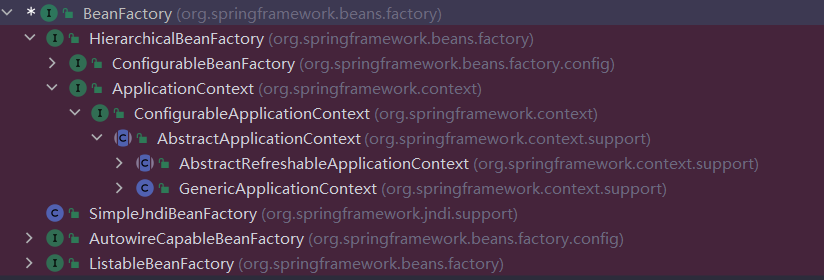 * I BeanFactory (org.springframework.beans.factory)
I HierarchicalBeanFactory (org.springframework.beans.factory)
I ConfigurableBeanFactory (org.springframework.beans.factory.config)
I ApplicationContext (org.springframework.context)
I ConfigurableApplicationContext (org.springframework.context)
C AbstractApplicationContext (org.springframework.context.support)
C AbstractRefreshableApplicationContext (org.springframework.context.support)
C GenericApplicationContext (org.springframework.context.support)
C SimpleJndiBeanFactory (org.springframework.jndi.support)
I AutowireCapableBeanFactory (org.springframework.beans.factory.config)
I ListableBeanFactory (org.springframework.beans.factory)